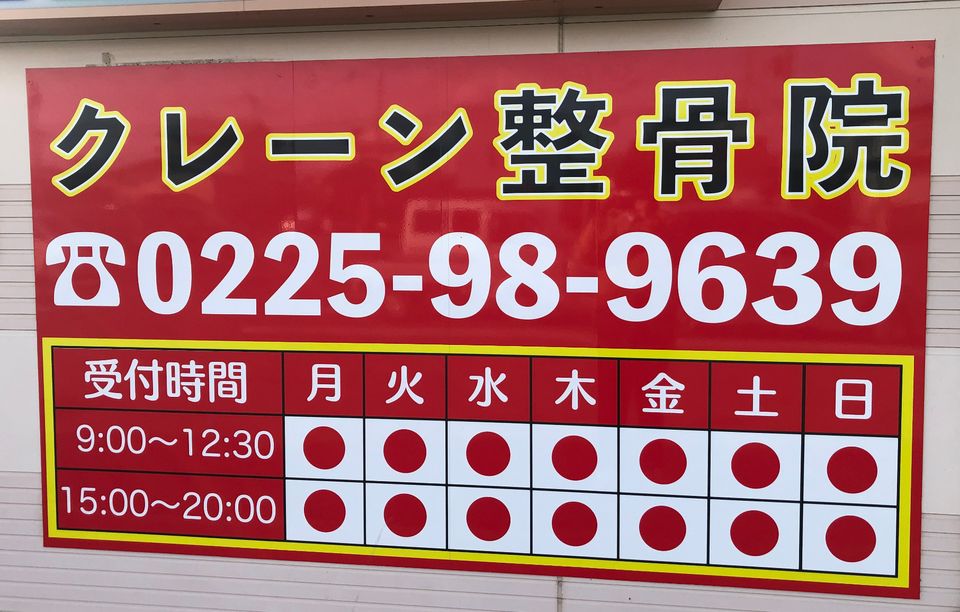 クレーン整骨院
☎0225-98-9639
受付時間 月 火 水 木 金 土 日
9:00〜12:30 ● ● ● ● ● ● ●
15:00〜20:00 ● ● ● ● ● ● ●